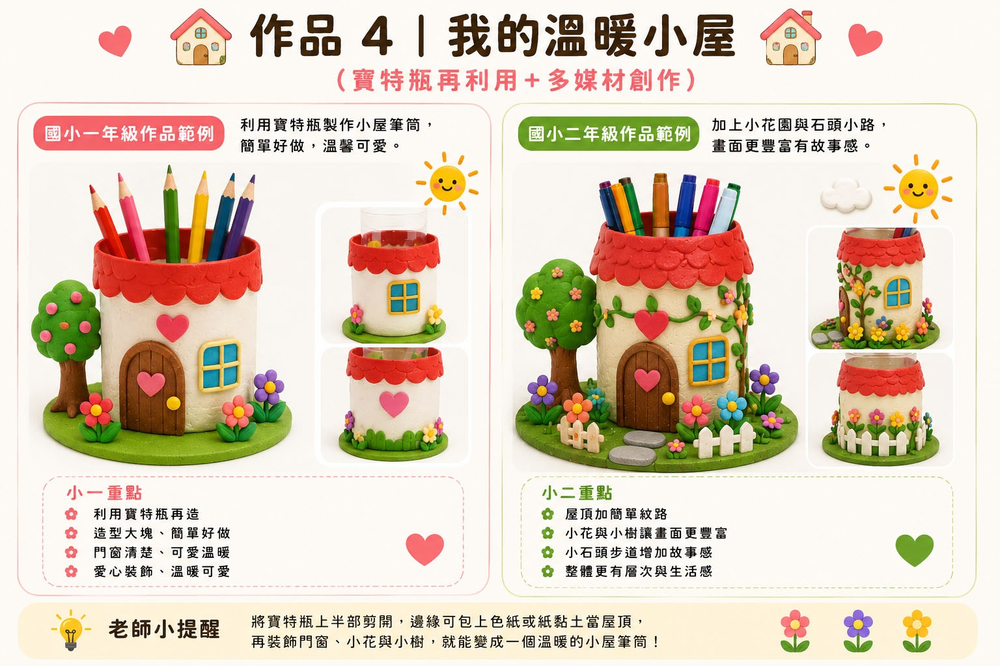 作品 4｜我的溫暖小屋
（寶特瓶再利用＋多媒材創作）
國小一年級作品範例
利用寶特瓶製作小屋筆筒，
簡單好做，溫馨可愛。
小一重點
利用寶特瓶再造
造型大塊、簡單好做
門窗清楚、可愛溫暖
愛心裝飾、溫暖可愛
國小二年級作品範例
加上小花園與石頭小路，
畫面更豐富有故事感。
小二重點
屋頂加簡單紋路
小花與小樹讓畫面更豐富
小石頭步道增加故事感
整體更有層次與生活感
老師小提醒
將寶特瓶上半部剪開，邊緣可包上色紙或紙黏土當屋頂，
再裝飾門窗、小花與小樹，就能變成一個溫暖的小屋筆筒！